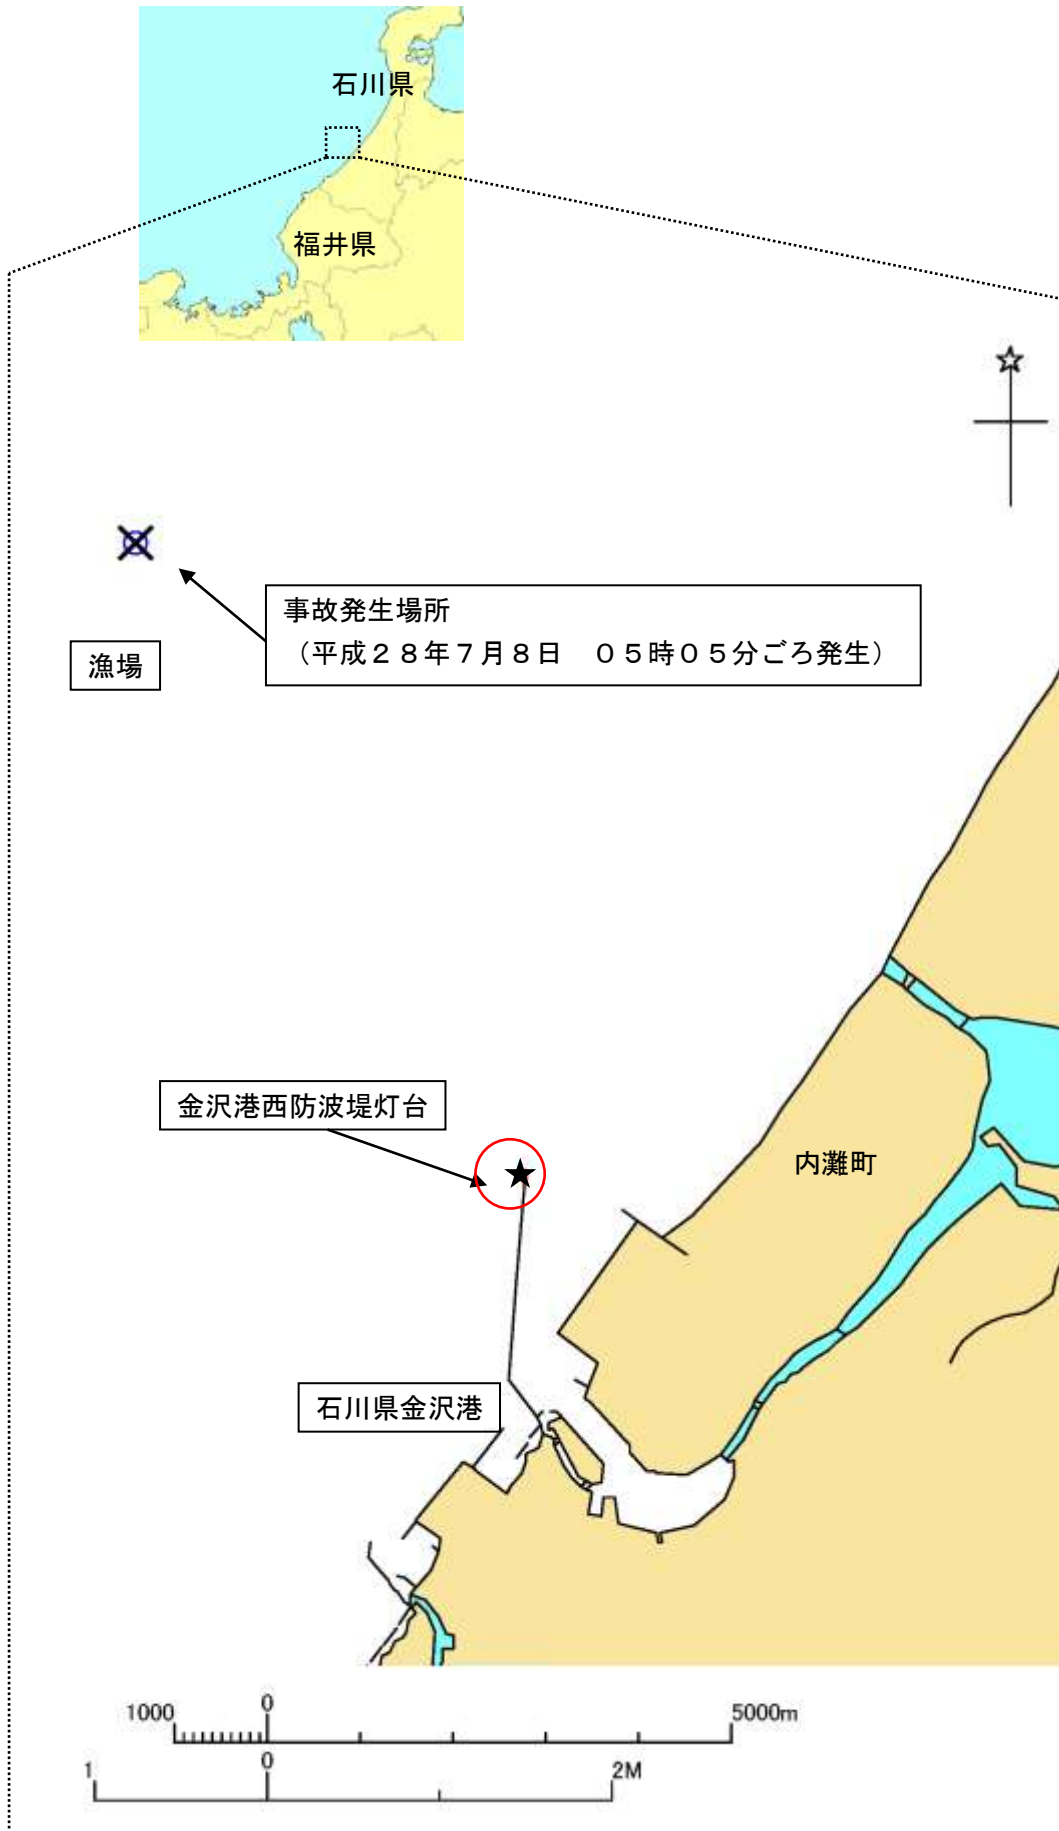 石川県
福井県
事故発生場所
（平成２８年７月８日　０５時０５分ごろ発生）
漁場
金沢港西防波堤灯台
内灘町
石川県金沢港
1000 0 5000m
1 0 2M